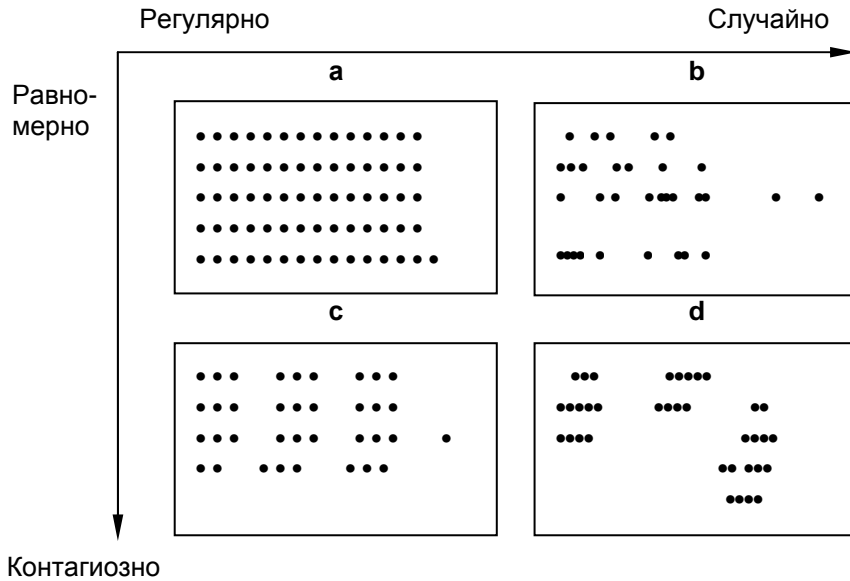 Регулярно Случайно
a b
Равно-
мерно
c d
Контагиозно